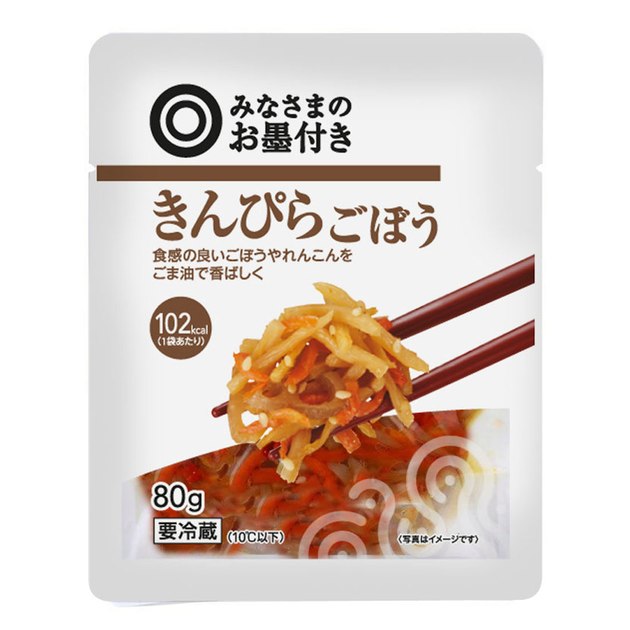 みなさまの
お墨付き
きんぴらごぼう
食感の良いごぼうやれんこんを
ごま油で香ばしく
102kcal
(1袋あたり)
80g
要冷蔵 (10℃以下)
〈写真はイメージです〉